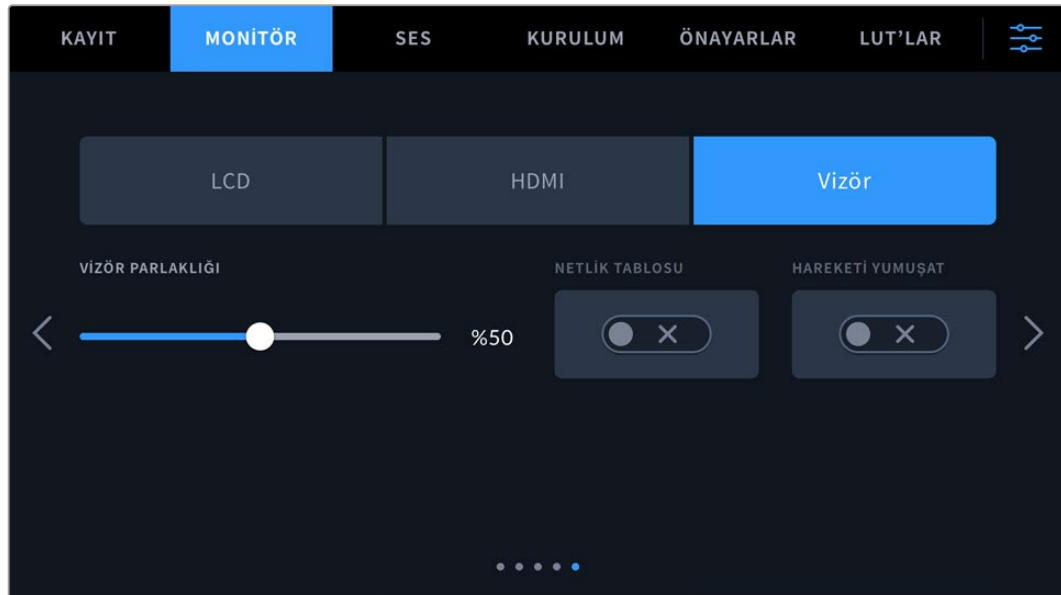 KAYIT MONİTÖR SES KURULUM ÖNAYARLAR LUT’LAR
LCD HDMI Vizör
VİZÖR PARLAKLIĞI NETLİK TABLOSU HAREKETİ YUMUŞAT
%50